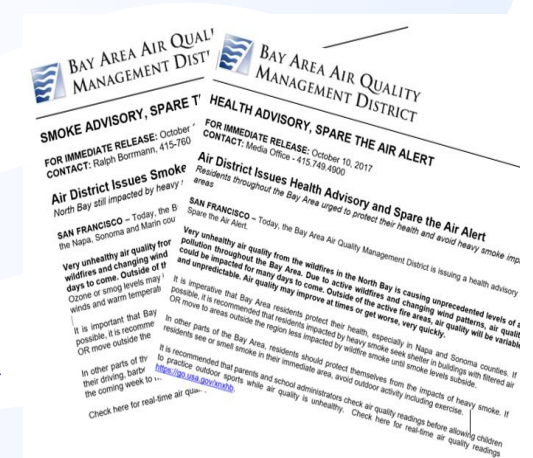 BAY AREA AIR QUALI
MANAGEMENT DIST
SMOKE ADVISORY, SPARE T
FOR IMMEDIATE RELEASE: October
CONTACT: Ralph Borrmann, 415-760
Air District Issues Smoke
North Bay still impacted by heavy
SAN FRANCISCO – Today, the B
the Napa, Sonoma and Marin cou
Very unhealthy air quality fror
wildfires and changing wind
days to come. Outside of th
Ozone or smog levels may
winds and warm temperat
It is important that Bay
possible, it is recomme
OR move outside the
In other parts of th
their driving, barb
the coming week to
Check here for real-time air qua
BAY AREA AIR QUALITY
MANAGEMENT DISTRICT
HEALTH ADVISORY, SPARE THE AIR ALERT
FOR IMMEDIATE RELEASE: October 10, 2017
CONTACT: Media Office - 415.749.4900
Air District Issues Health Advisory and Spare the Air Alert
Residents throughout the Bay Area urged to protect their health and avoid heavy smoke imp
areas
SAN FRANCISCO – Today, the Bay Area Air Quality Management District is issuing a health advisory
Spare the Air Alert.
Very unhealthy air quality from the wildfires in the North Bay is causing unprecedented levels of a
pollution throughout the Bay Area. Due to active wildfires and changing wind patterns, air qualit
could be impacted for many days to come. Outside of the active fire areas, air quality will be variable
and unpredictable. Air quality may improve at times or get worse, very quickly.
It is imperative that Bay Area residents protect their health, especially in Napa and Sonoma counties. If
possible, it is recommended that residents impacted by heavy smoke seek shelter in buildings with filtered air
OR move to areas outside the region less impacted by wildfire smoke until smoke levels subside.
In other parts of the Bay Area, residents should protect themselves from the impacts of heavy smoke. If
residents see or smell smoke in their immediate area, avoid outdoor activity including exercise.
It is recommended that parents and school administrators check air quality readings before allowing children
to practice outdoor sports while air quality is unhealthy. Check here for real-time air quality readings
https://go.usa.gov/xnxhb.